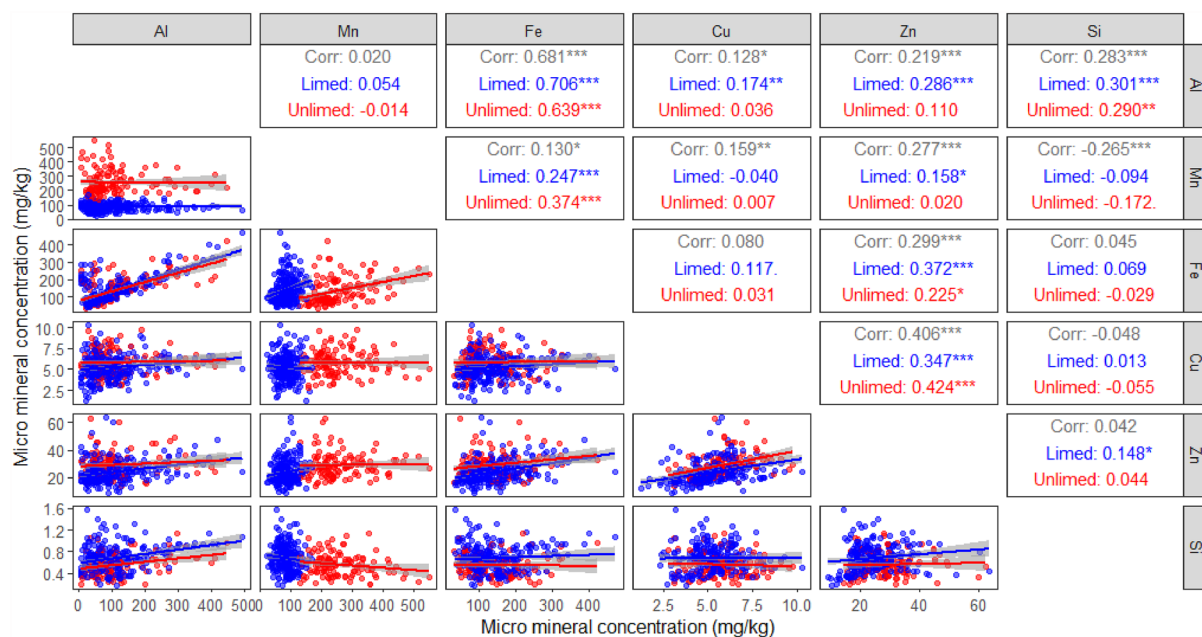 Al Mn Fe Cu Zn Si
Corr: 0.020 Corr: 0.681*** Corr: 0.128* Corr: 0.219*** Corr: 0.283***
Limed: 0.054 Limed: 0.706*** Limed: 0.174** Limed: 0.286*** Limed: 0.301***
Unlimed: -0.014 Unlimed: 0.639*** Unlimed: 0.036 Unlimed: 0.110 Unlimed: 0.290**
Al
Corr: 0.130* Corr: 0.159** Corr: 0.277*** Corr: -0.265***
Limed: 0.247*** Limed: -0.040 Limed: 0.158* Limed: -0.094
Unlimed: 0.374*** Unlimed: 0.007 Unlimed: 0.020 Unlimed: -0.172.
Mn
500
400
300
200
100
0
Corr: 0.080 Corr: 0.299*** Corr: 0.045
Limed: 0.117. Limed: 0.372*** Limed: 0.069
Unlimed: 0.031 Unlimed: 0.225* Unlimed: -0.029
Fe
400
300
200
100
Corr: 0.406*** Corr: -0.048
Limed: 0.347*** Limed: 0.013
Unlimed: 0.424*** Unlimed: -0.055
Cu
10.0
7.5
5.0
2.5
Corr: 0.042
Limed: 0.148*
Unlimed: 0.044
Zn
60
40
20
Si
1.6
1.2
0.8
0.4
0 100 200 300 400 500 100 200 300 400 500 100 200 300 400 2.5 5.0 7.5 10.0 20 40 60
Micro mineral concentration (mg/kg)
Micro mineral concentration (mg/kg)